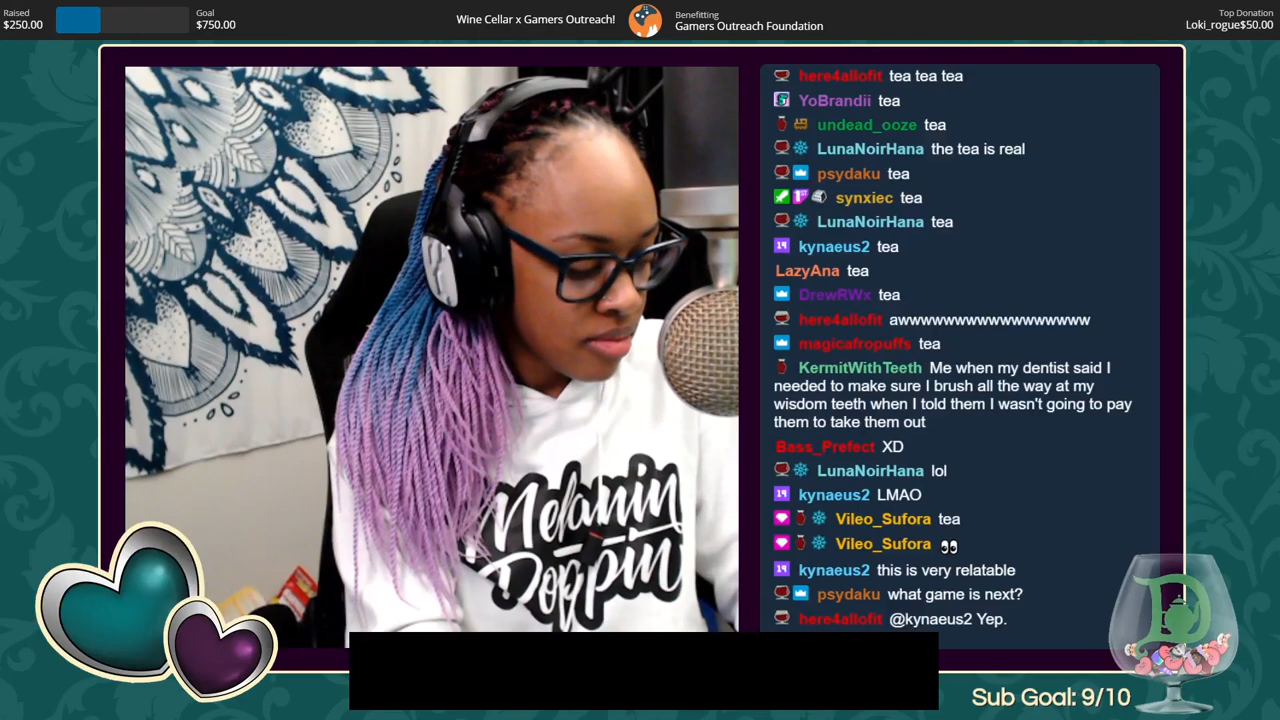 Raised
$250.00
Goal
$750.00
Wine Cellar x Gamers Outreach!
Benefitting
Gamers Outreach Foundation
Top Donation
Loki_rogue$50.00
here4allofit tea tea tea
YoBrandii tea
undead_ooze tea
LunaNoirHana the tea is real
psydaku tea
synxiec tea
LunaNoirHana tea
kynaeus2 tea
LazyAna tea
DrewRWx tea
here4allofit awwwwwwwwwwwwwwwww
magicafropuffs tea
KermitWithTeeth Me when my dentist said I
needed to make sure I brush all the way at my
wisdom teeth when I told them I wasn't going to pay
them to take them out
Bass_Prefect XD
LunaNoirHana lol
kynaeus2 LMAO
Vileo_Sufora tea
Vileo_Sufora 👀
kynaeus2 this is very relatable
psydaku what game is next?
here4allofit @kynaeus2 Yep.
Melanin
Poppin
D
Sub Goal: 9/10